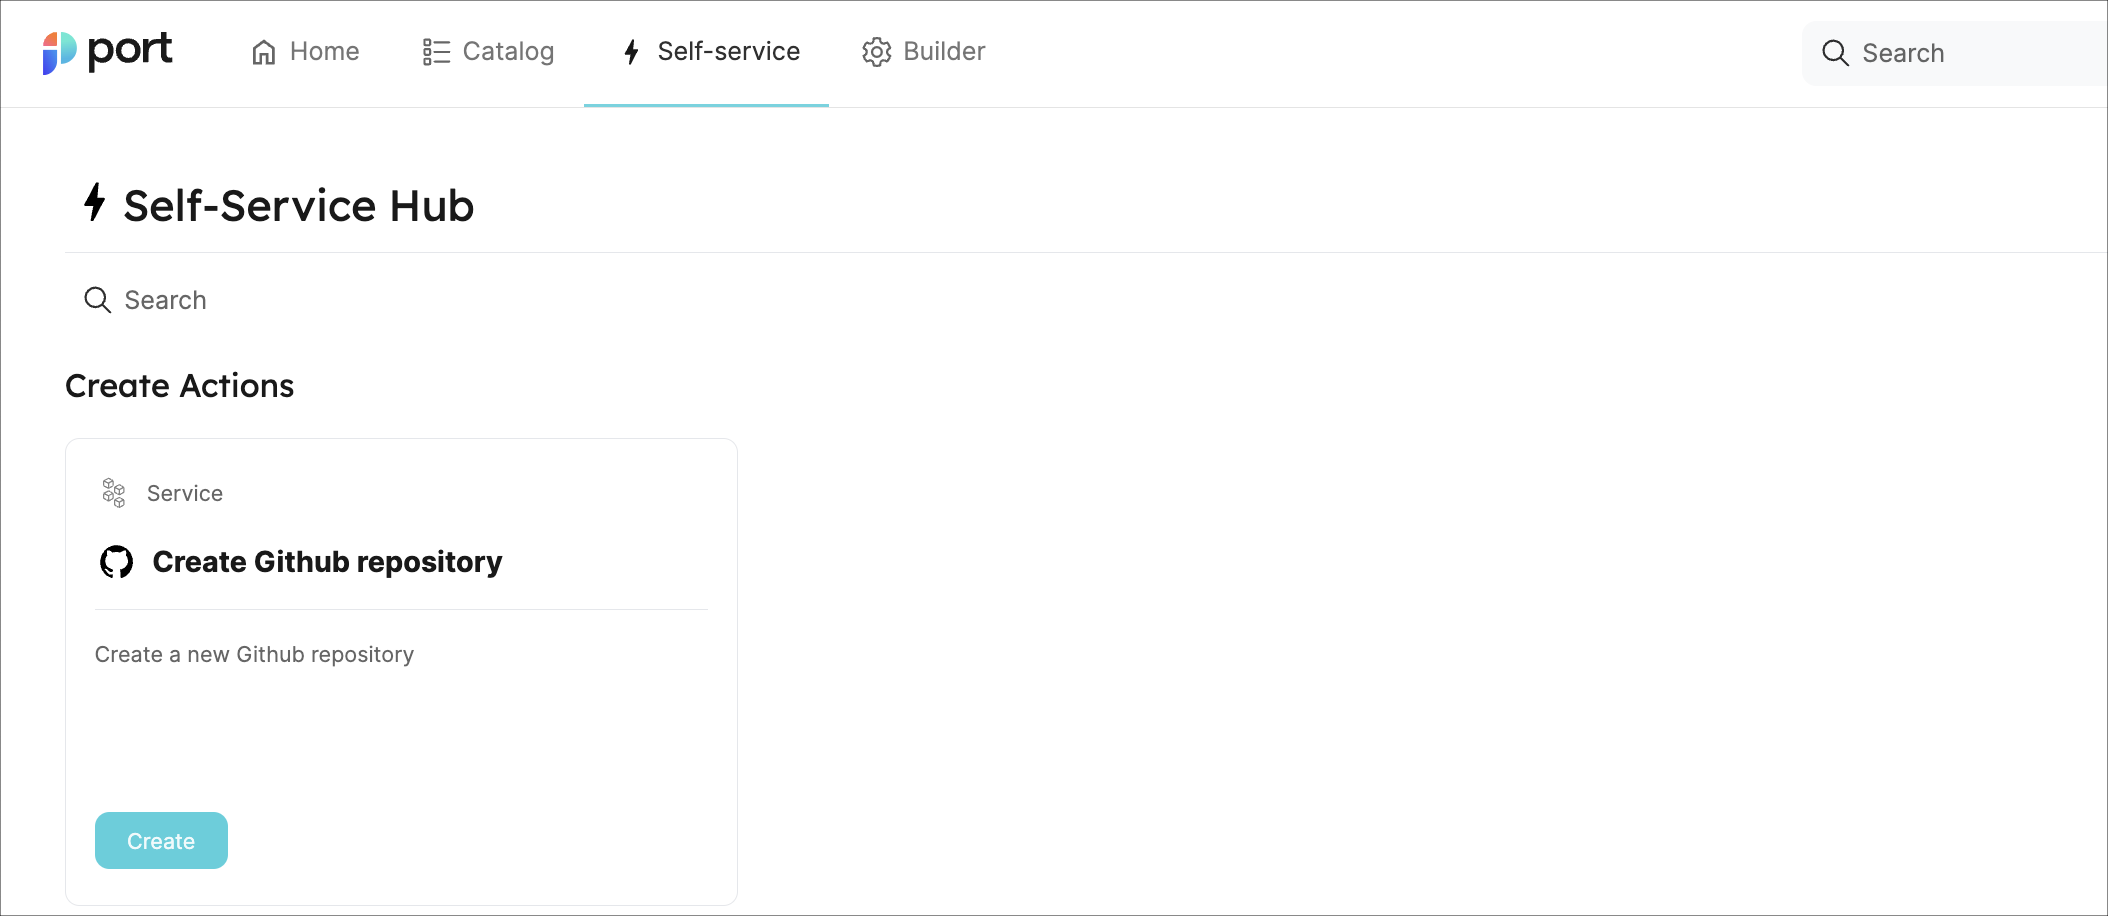 port Home Catalog Self-service Builder Search
Self-Service Hub
Search
Create Actions
Service
Create Github repository
Create a new Github repository
Create